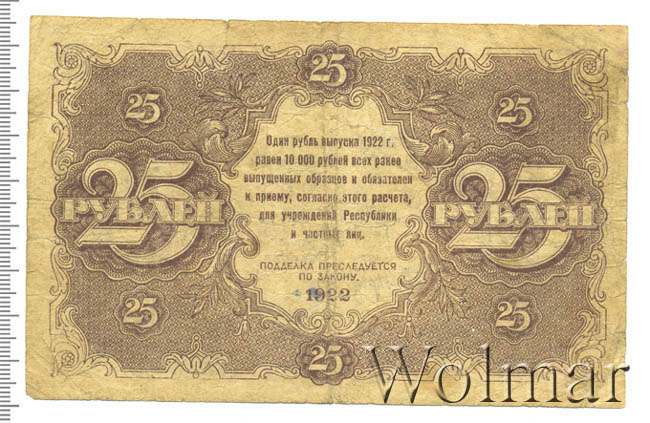 25
25
25
Один рубль выпуска 1922 г.
равен 10 000 рублей всех ранее
выпущенных образцов и обязателен
к приему, согласно этого расчета,
для учреждений Республики
и частных лиц.
25 РУБЛЕЙ
25 РУБЛЕЙ
ПОДДЕЛКА ПРЕСЛЕДУЕТСЯ
ПО ЗАКОНУ.
1922
25
25
25
Wolmar